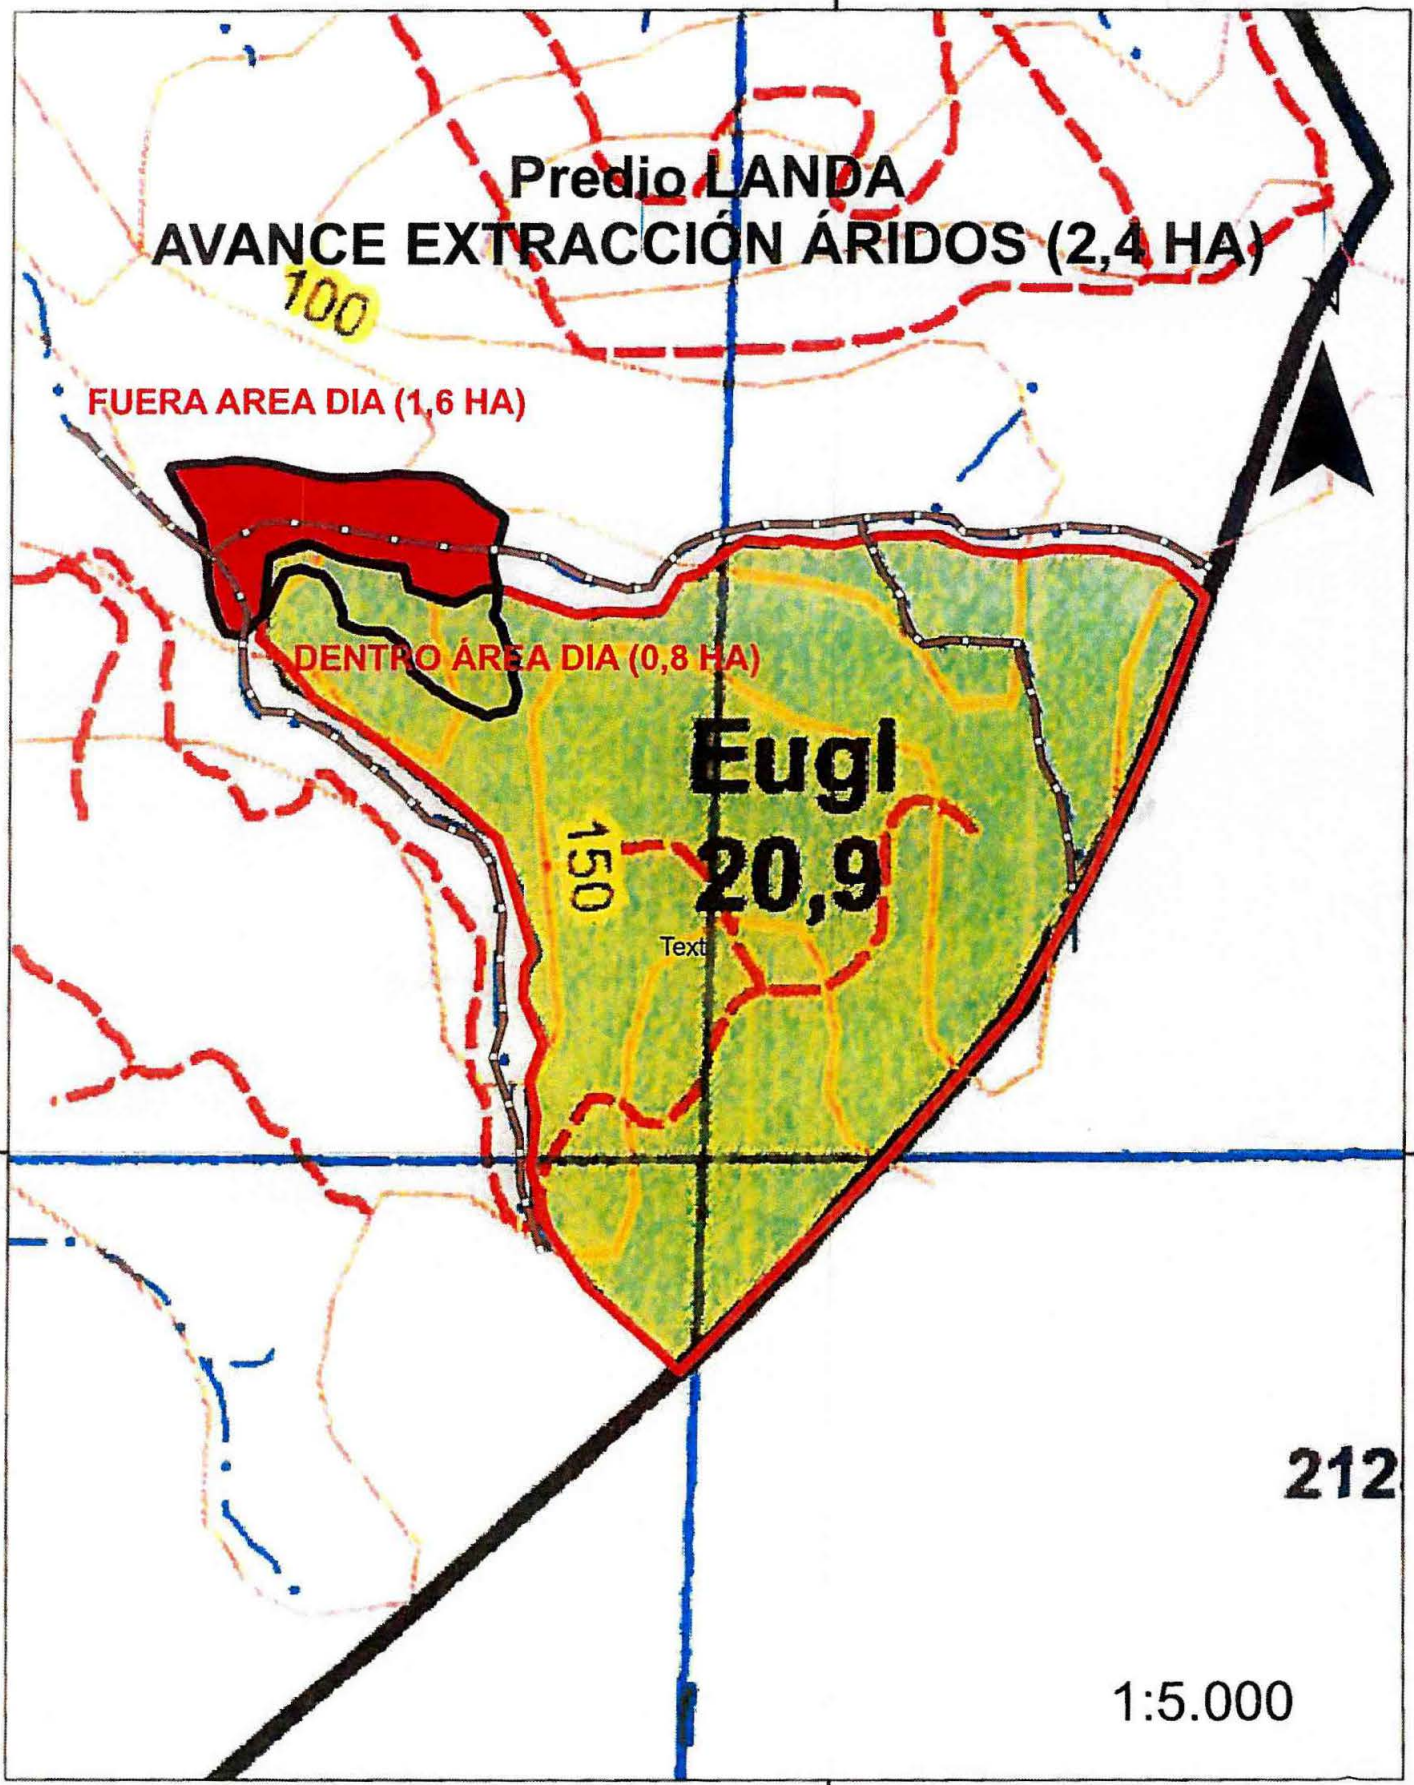 Predio LANDA
AVANCE EXTRACCIÓN ÁRIDOS (2,4 HA)
100
N
FUERA AREA DIA (1,6 HA)
DENTRO ÁREA DIA (0,8 HA)
Eugl
20,9
150
Text
212
1:5.000